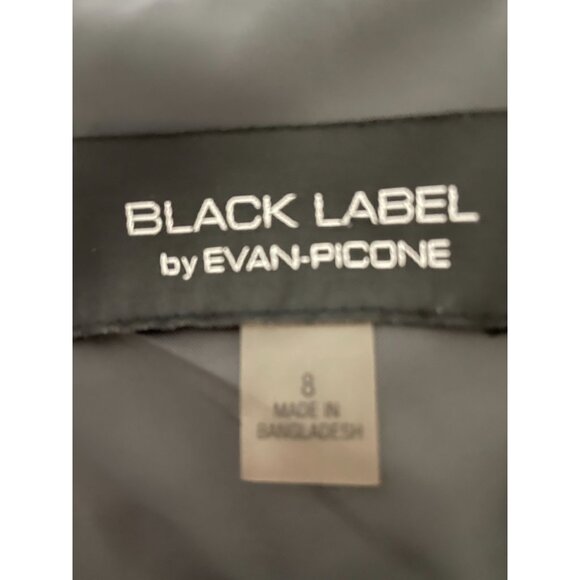 BLACK LABEL
by EVAN-PICONE
8
MADE IN
BANGLADESH